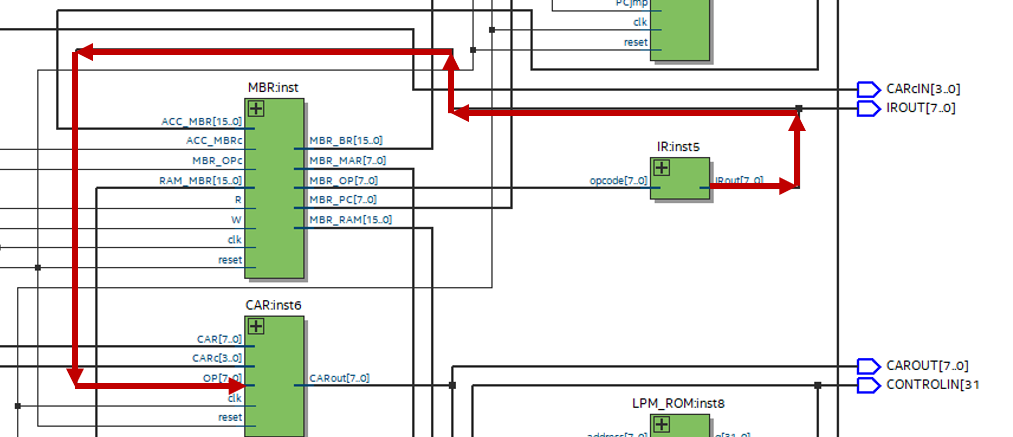 PCjmp
clk
reset
CARcIN[3..0]
IROUT[7..0]
MBR:inst
ACC_MBR[15..0]
ACC_MBRc
MBR_OPc
RAM_MBR[15..0]
R
W
clk
reset
MBR_BR[15..0]
MBR_MAR[7..0]
MBR_OP[7..0]
MBR_PC[7..0]
MBR_RAM[15..0]
IR:inst5
opcode[7..0]
IRout[7..0]
CAR:inst6
CAR[7..0]
CARc[3..0]
OP[7..0]
clk
reset
CARout[7..0]
CAROUT[7..0]
CONTROLIN[31
LPM_ROM:inst8
address[7..0]
q[31..0]